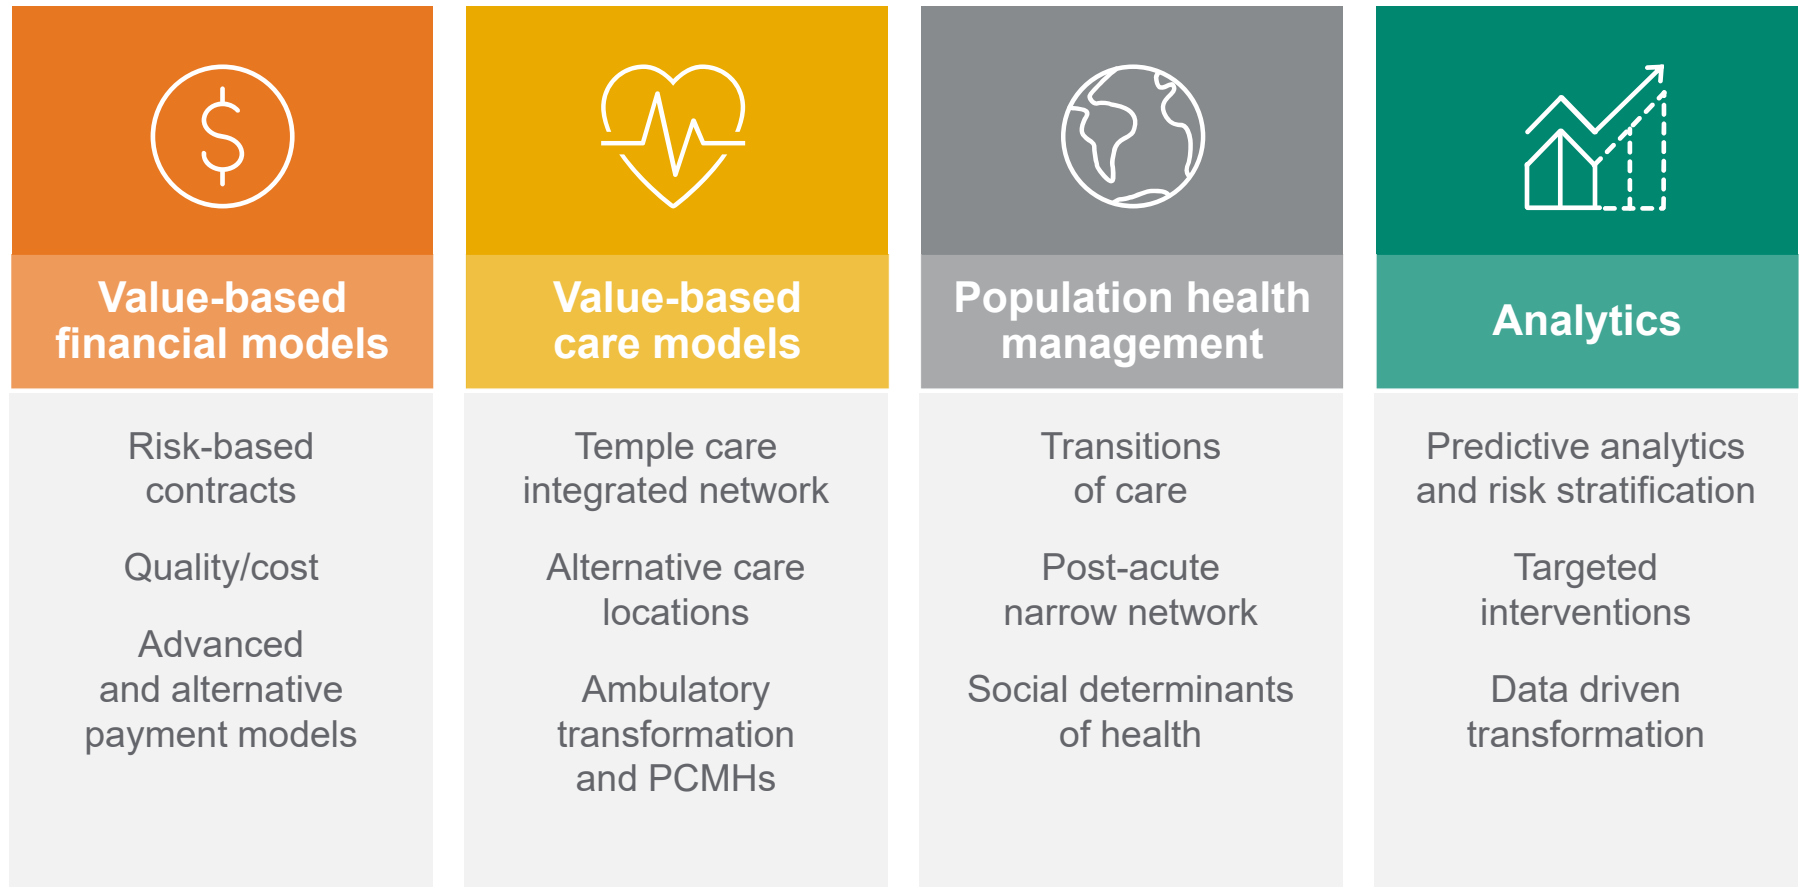 Value-based
financial models
Risk-based
contracts
Quality/cost
Advanced
and alternative
payment models
Value-based
care models
Temple care
integrated network
Alternative care
locations
Ambulatory
transformation
and PCMHs
Population health
management
Transitions
of care
Post-acute
narrow network
Social determinants
of health
Analytics
Predictive analytics
and risk stratification
Targeted
interventions
Data driven
transformation